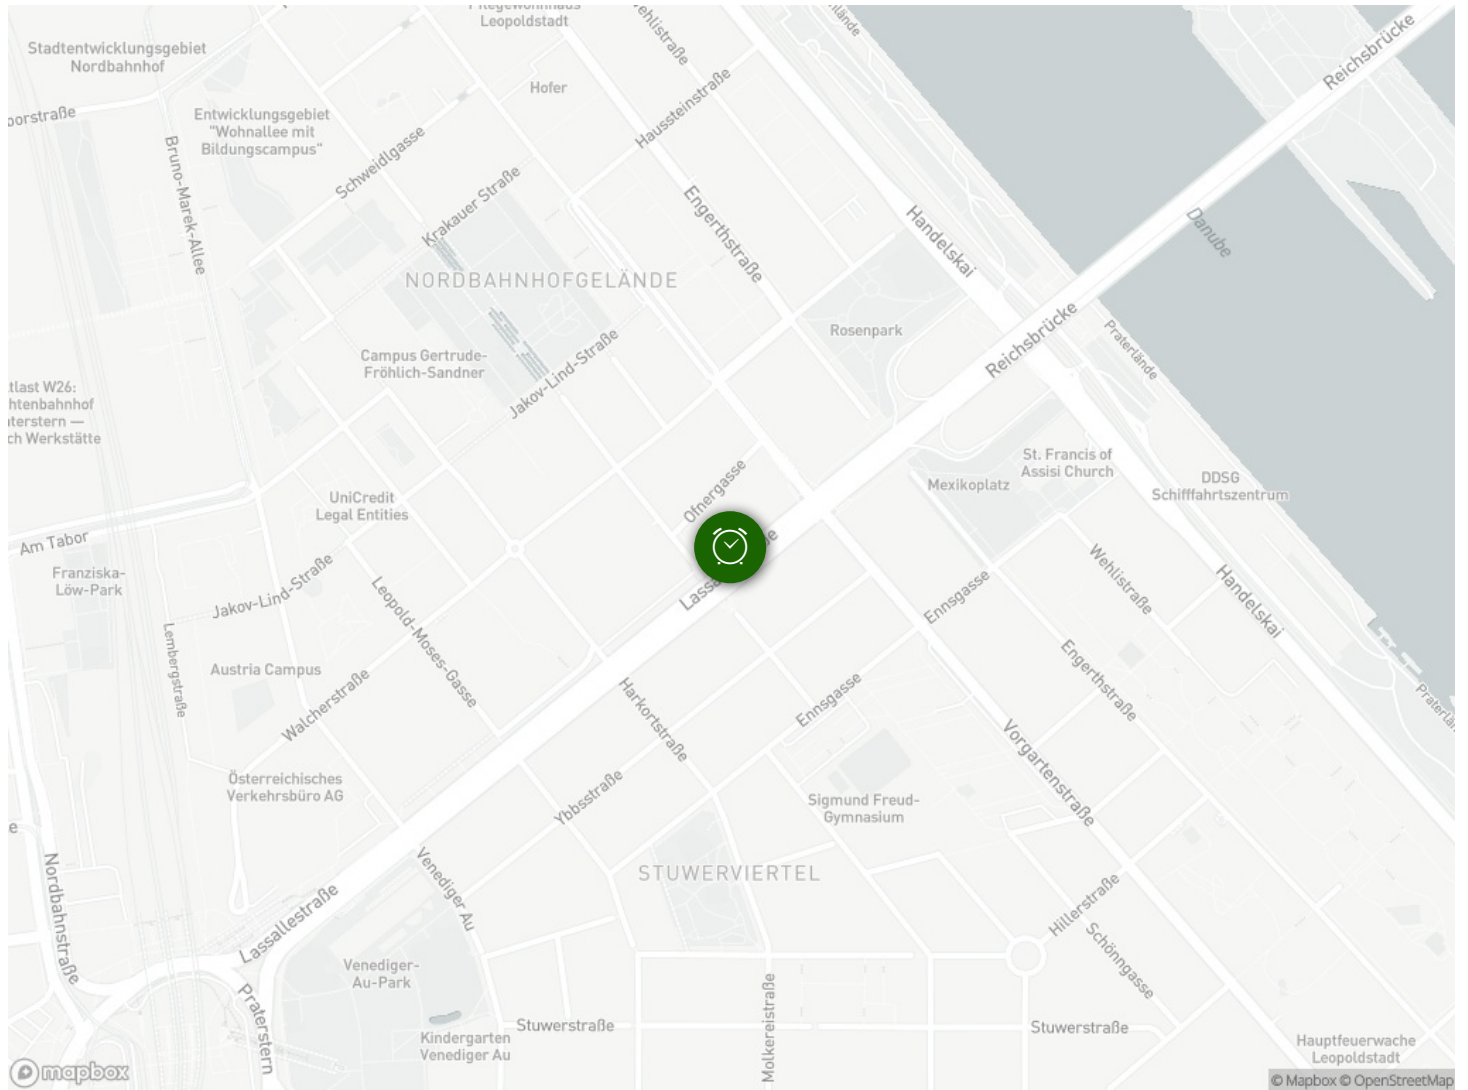 Pflegewohnhaus
Leopoldstadt
Wehlistraße
Reichsbrücke
Stadtentwicklungsgebiet
Nordbahnhof
Hofer
Haussteinstraße
Entwicklungsgebiet
"Wohnallee mit
Bildungscampus"
Bruno-Marek-Allee
Schweidlgasse
Krakauer Straße
Engerthstraße
Handelskai
Danube
NORDBAHNHOFGELÄNDE
Rosenpark
Reichsbrücke
Praterlände
Campus Gertrude-
Fröhlich-Sandner
Jakov-Lind-Straße
UniCredit
Legal Entities
Ofnergasse
Mexikoplatz
St. Francis of
Assisi Church
DDSG
Schifffahrtszentrum
Am Tabor
Franziska-
Löw-Park
Jakov-Lind-Straße
Leopold-Moses-Gasse
Lembergstraße
Austria Campus
Walcherstraße
Harkortstraße
Ennsgasse
Ennsgasse
Wehlistraße
Engerthstraße
Handelskai
Österreichisches
Verkehrsbüro AG
Ybbsstraße
Sigmund Freud-
Gymnasium
Vorgartenstraße
STUWERVIERTEL
Nordbahnstraße
Lassallestraße
Venediger Au
Venediger-
Au-Park
Praterstern
Kindergarten
Venediger Au
Stuwerstraße
Molkereistraße
Hillerstraße
Schönngasse
Stuwerstraße
Hauptfeuerwache
Leopoldstadt
mapbox
© Mapbox © OpenStreetMap